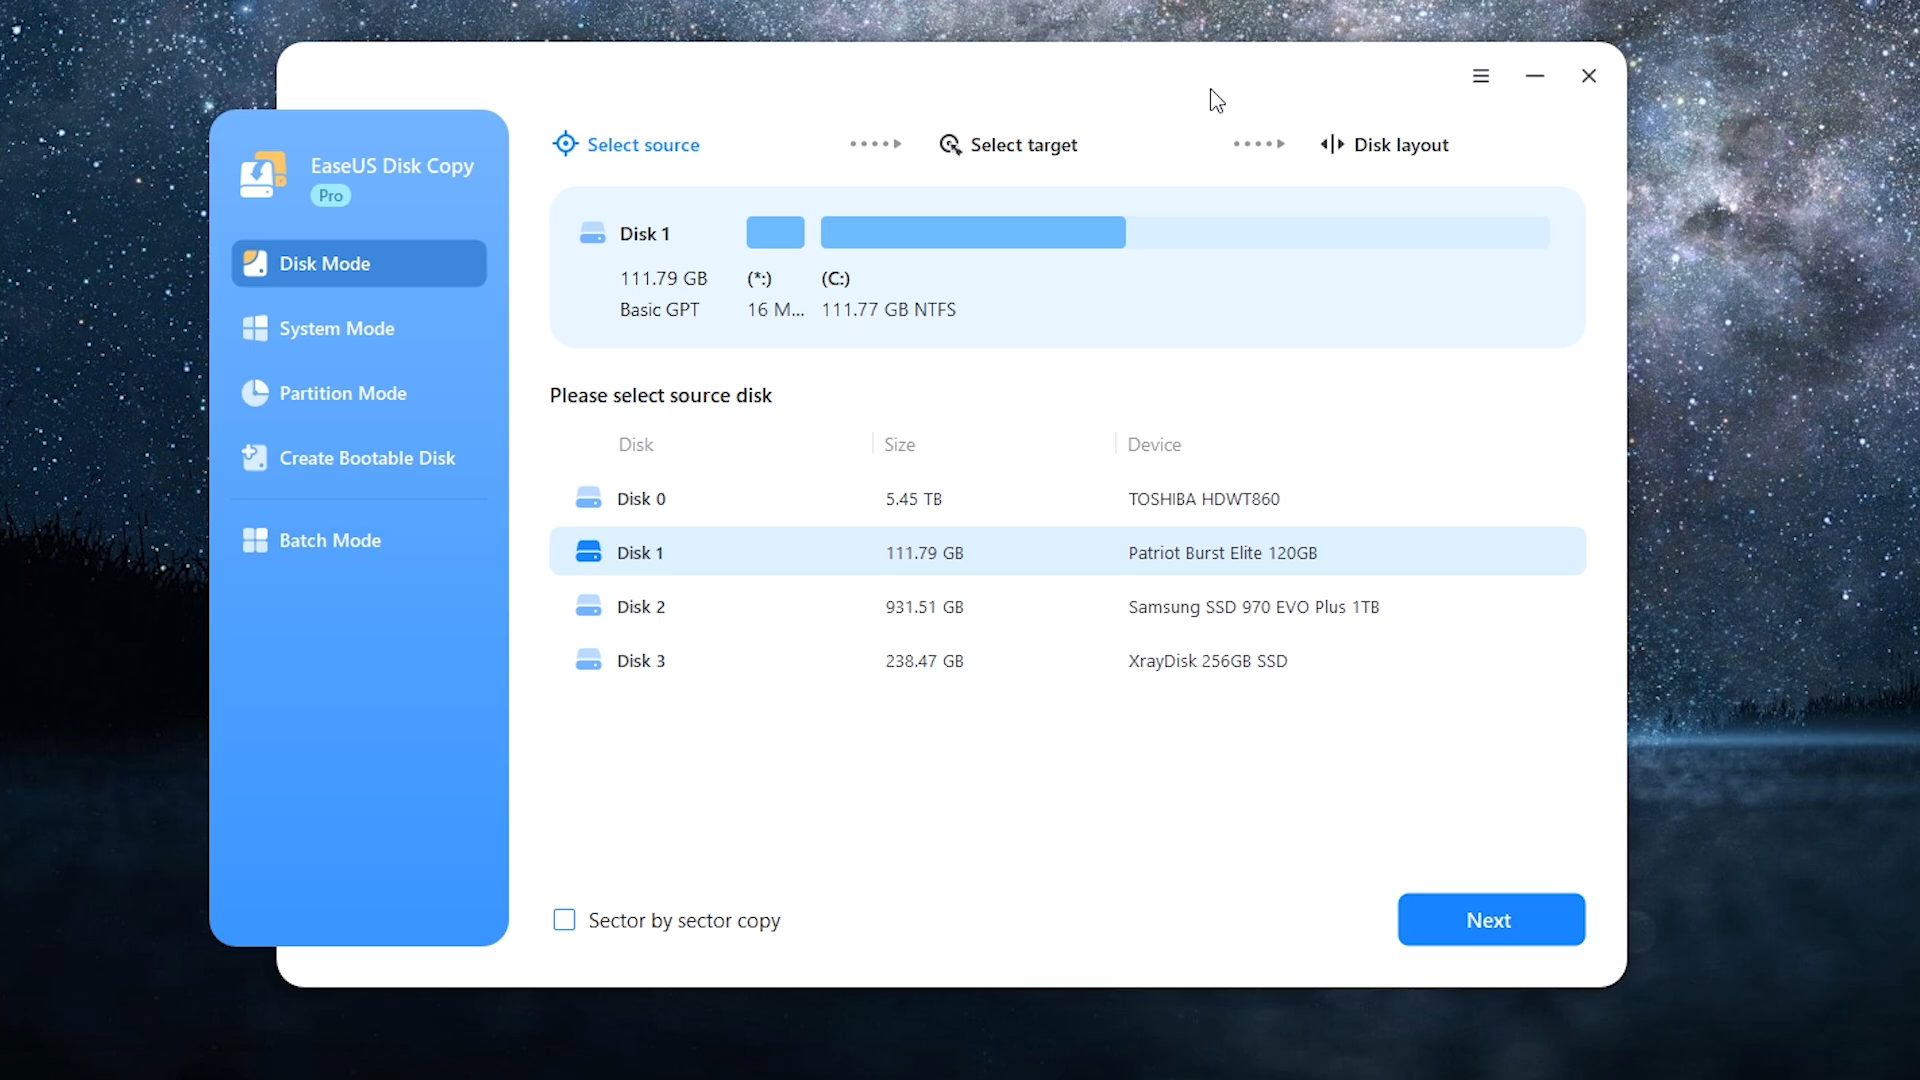 EaseUS Disk Copy
Pro
Disk Mode
System Mode
Partition Mode
Create Bootable Disk
Batch Mode
Select source
Select target
Disk layout
Disk 1
111.79 GB (*:) (C:)
Basic GPT 16 M... 111.77 GB NTFS
Please select source disk
Disk Size Device
Disk 0 5.45 TB TOSHIBA HDWT860
Disk 1 111.79 GB Patriot Burst Elite 120GB
Disk 2 931.51 GB Samsung SSD 970 EVO Plus 1TB
Disk 3 238.47 GB XrayDisk 256GB SSD
Sector by sector copy
Next